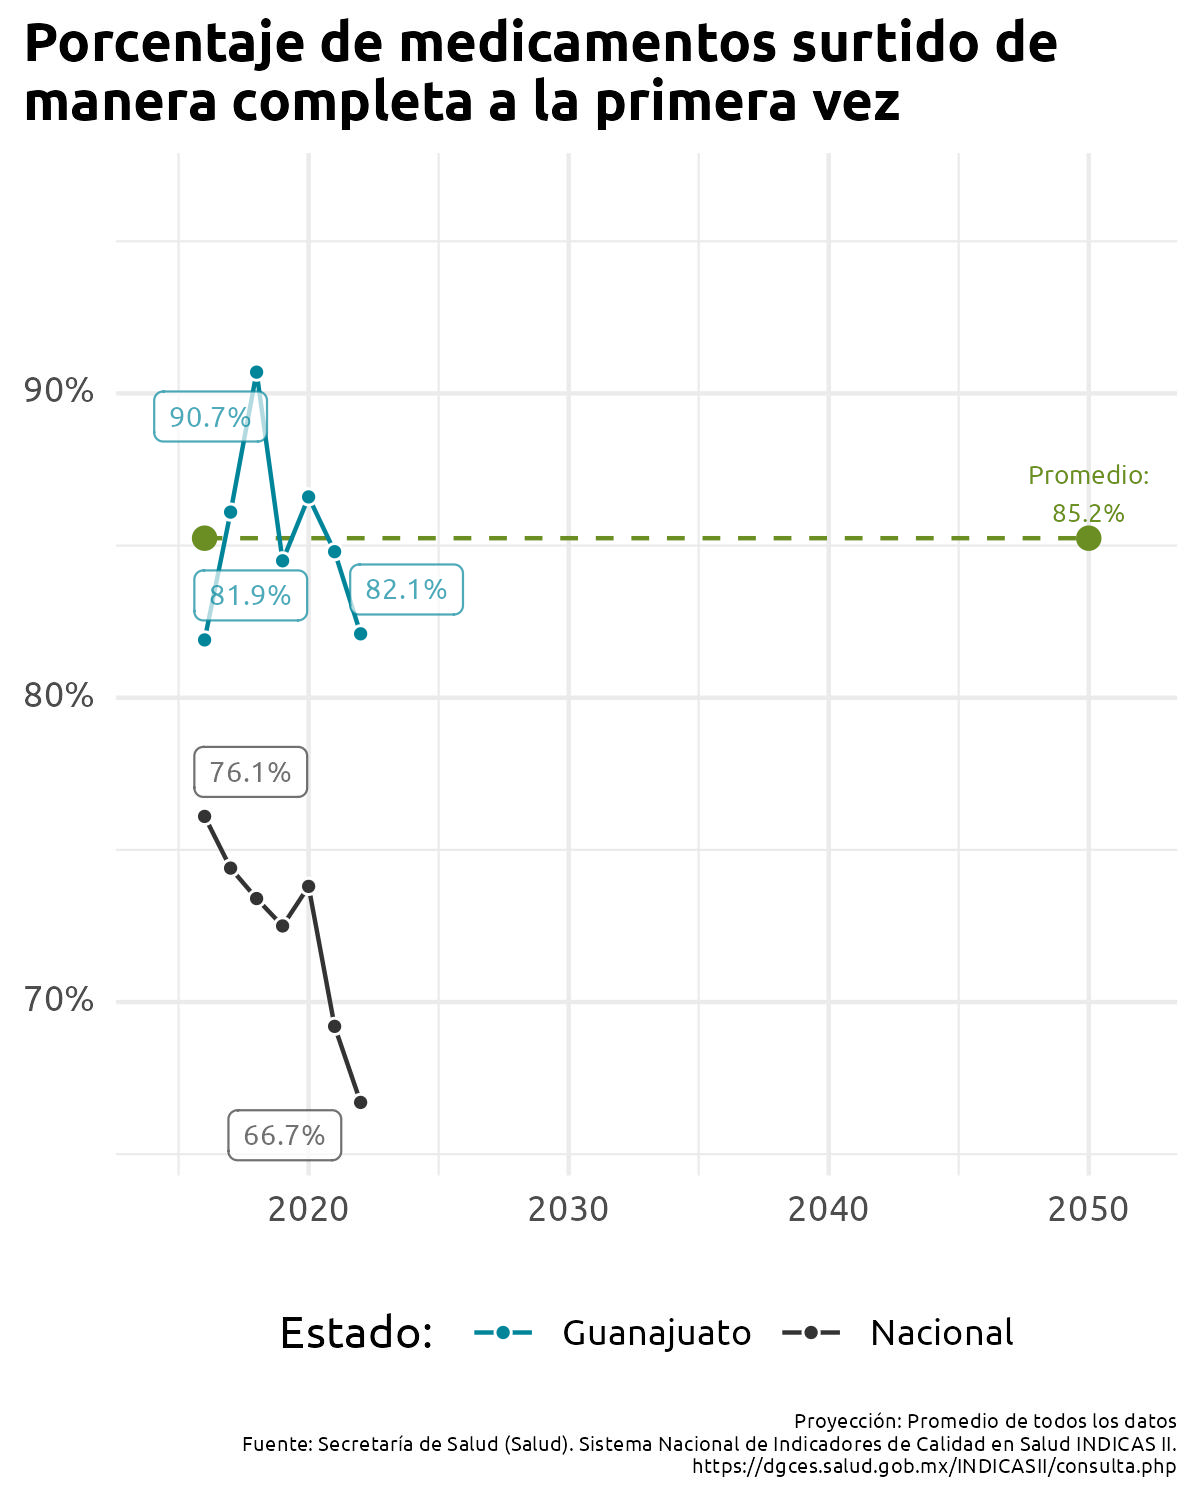 Porcentaje de medicamentos surtido de
manera completa a la primera vez
90%
90.7%
Promedio:
85.2%
81.9%
82.1%
80%
76.1%
70%
66.7%
2020 2030 2040 2050
Estado: Guanajuato Nacional
Proyección: Promedio de todos los datos
Fuente: Secretaría de Salud (Salud). Sistema Nacional de Indicadores de Calidad en Salud INDICAS II.
https://dgces.salud.gob.mx/INDICASII/consulta.php